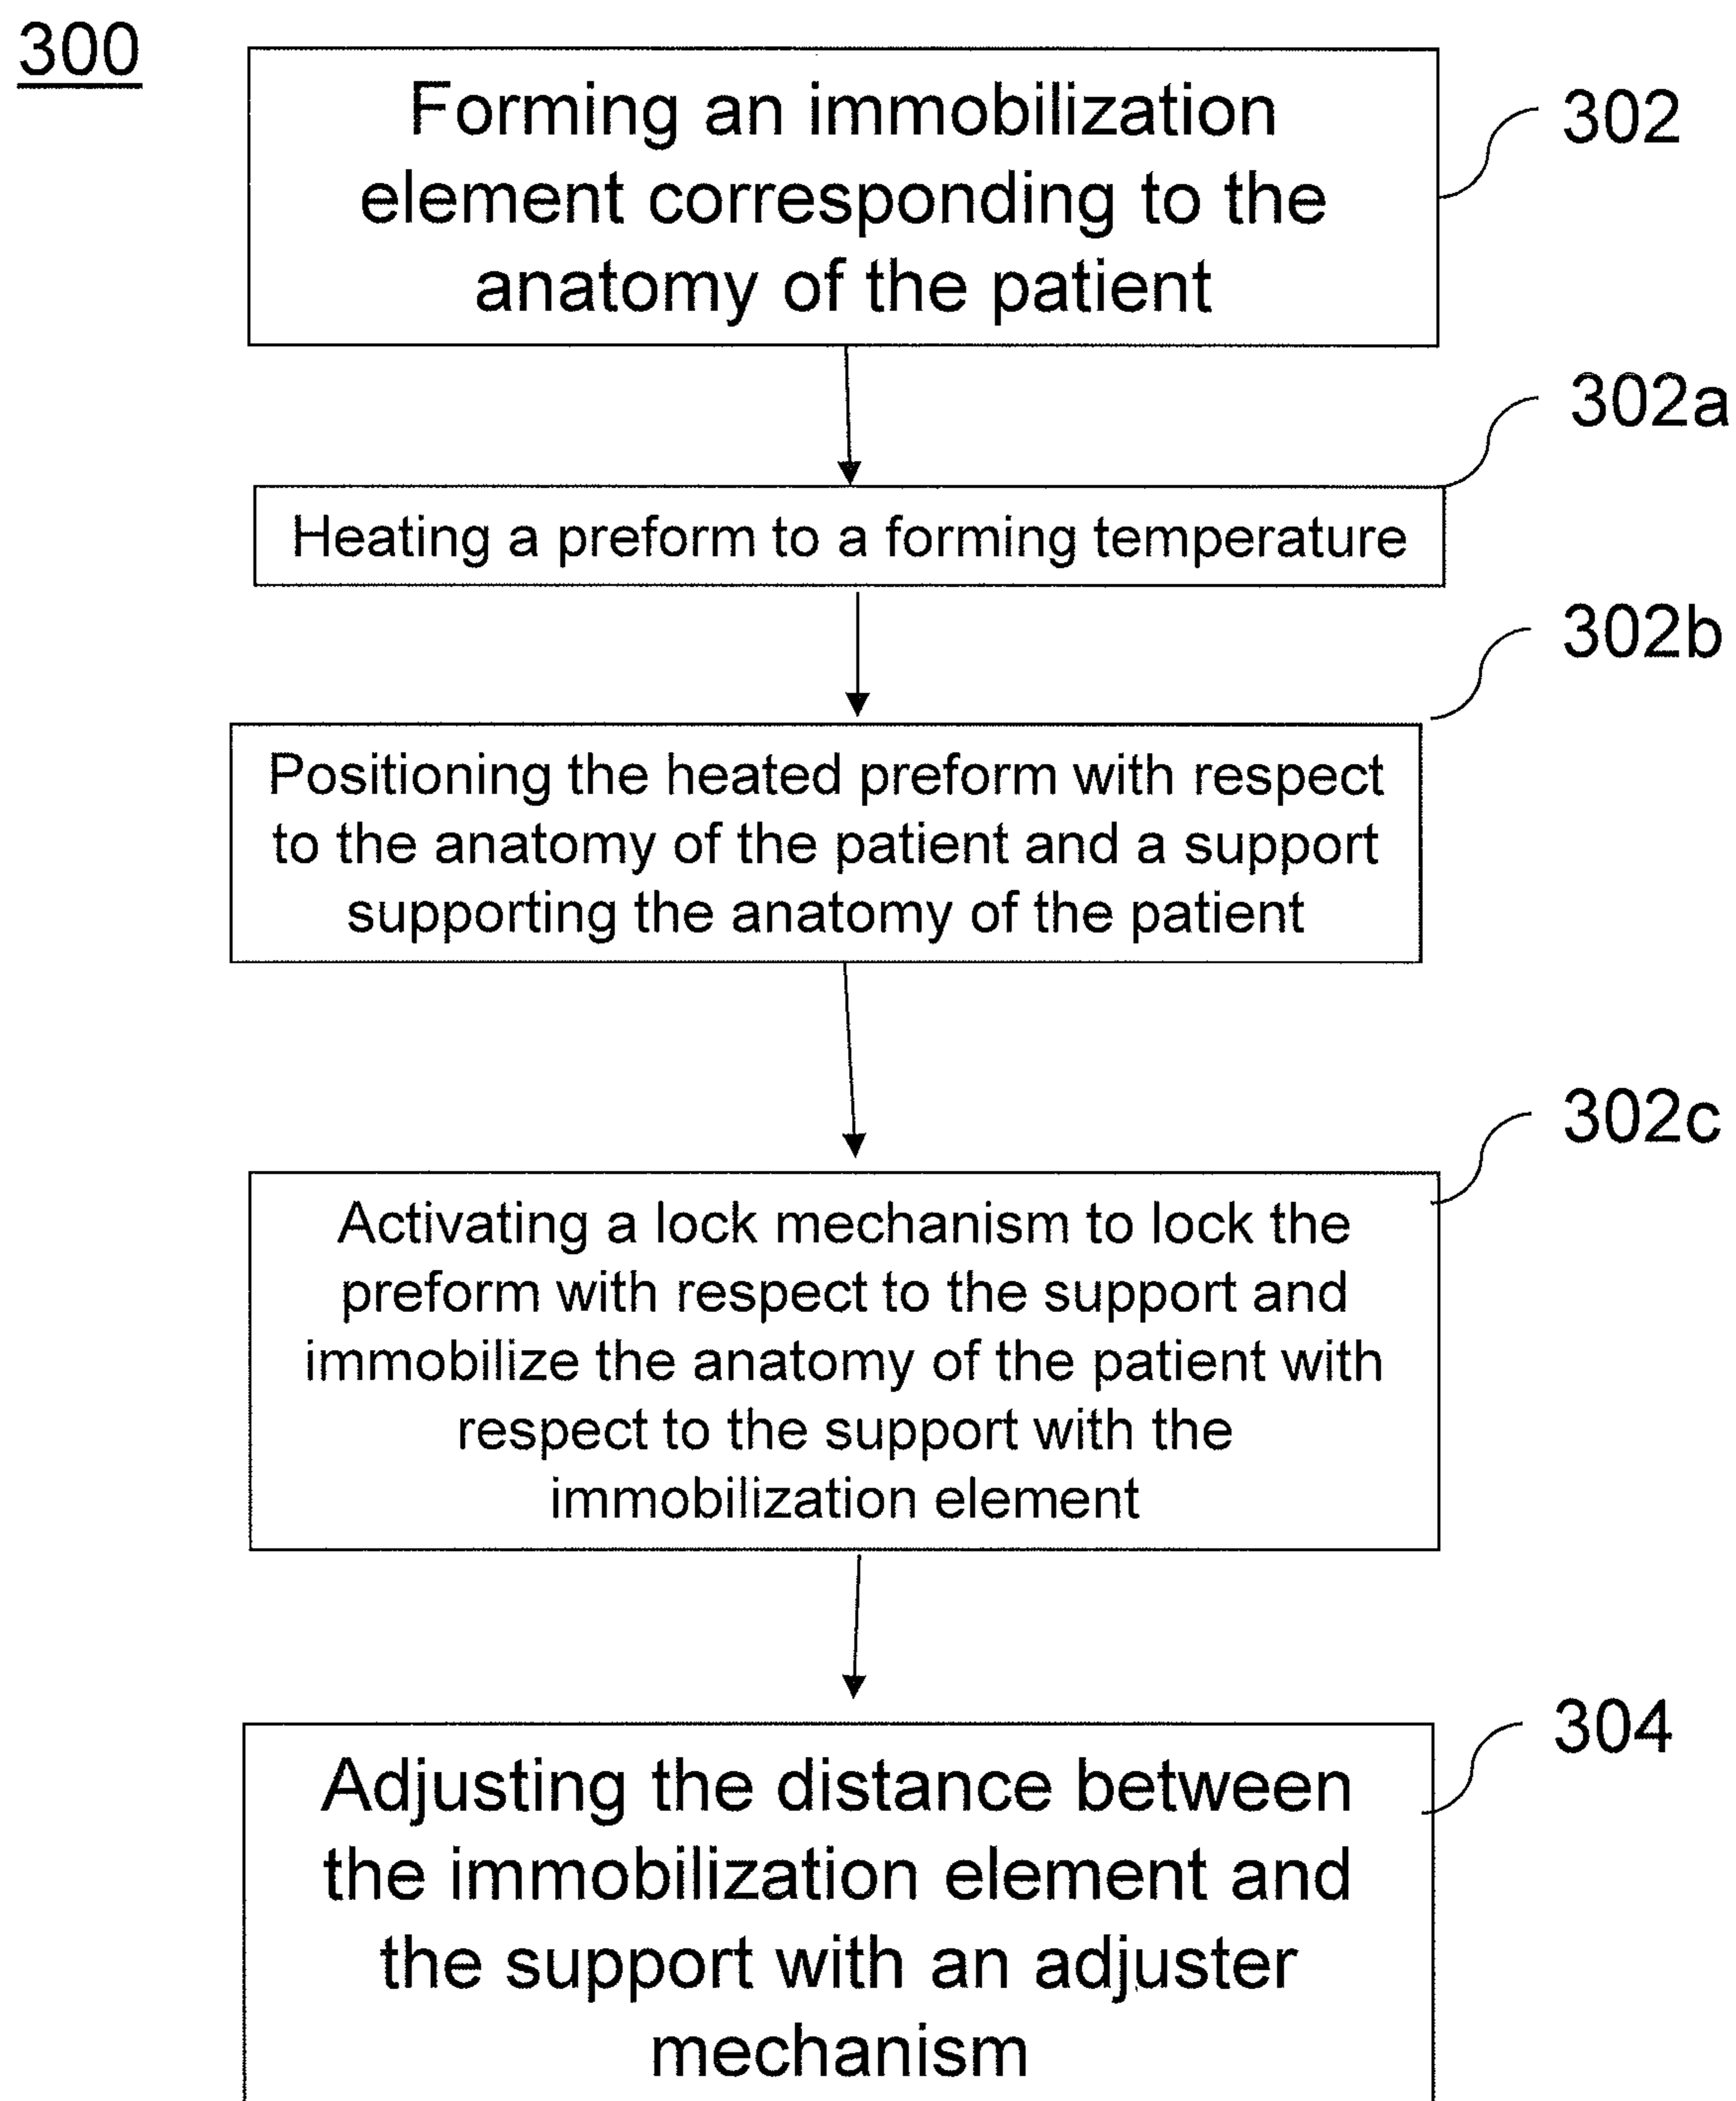 300
Forming an immobilization
element corresponding to the
anatomy of the patient
302
302a
Heating a preform to a forming temperature
302b
Positioning the heated preform with respect
to the anatomy of the patient and a support
supporting the anatomy of the patient
302c
Activating a lock mechanism to lock the
preform with respect to the support and
immobilize the anatomy of the patient with
respect to the support with the
immobilization element
304
Adjusting the distance between
the immobilization element and
the support with an adjuster
mechanism